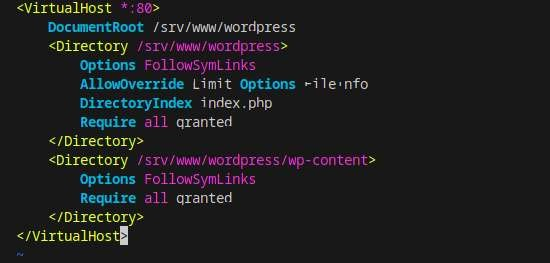 <VirtualHost *:80>
    DocumentRoot /srv/www/wordpress
    <Directory /srv/www/wordpress>
        Options FollowSymLinks
        AllowOverride Limit Options FileInfo
        DirectoryIndex index.php
        Require all granted
    </Directory>
    <Directory /srv/www/wordpress/wp-content>
        Options FollowSymLinks
        Require all granted
    </Directory>
</VirtualHost>
~